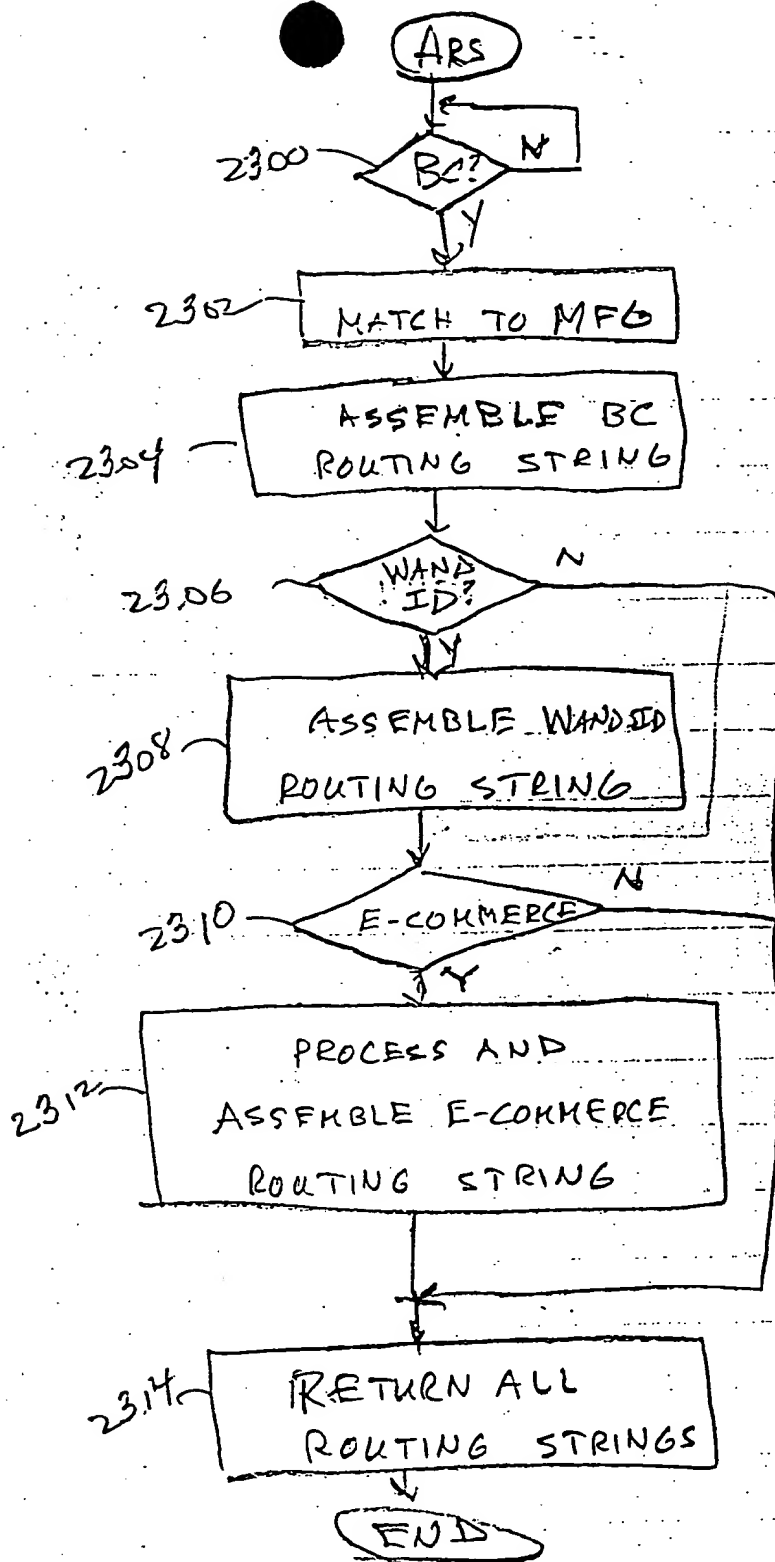 ARS
2300
BC?
N
Y
2302
MATCH TO MFG
2304
ASSEMBLE BC
ROUTING STRING
2306
WAND
ID?
N
Y
2308
ASSEMBLE WAND ID
ROUTING STRING
2310
E-COMMERCE
N
Y
2312
PROCESS AND
ASSEMBLE E-COMMERCE
ROUTING STRING
2314
RETURN ALL
ROUTING STRINGS
END